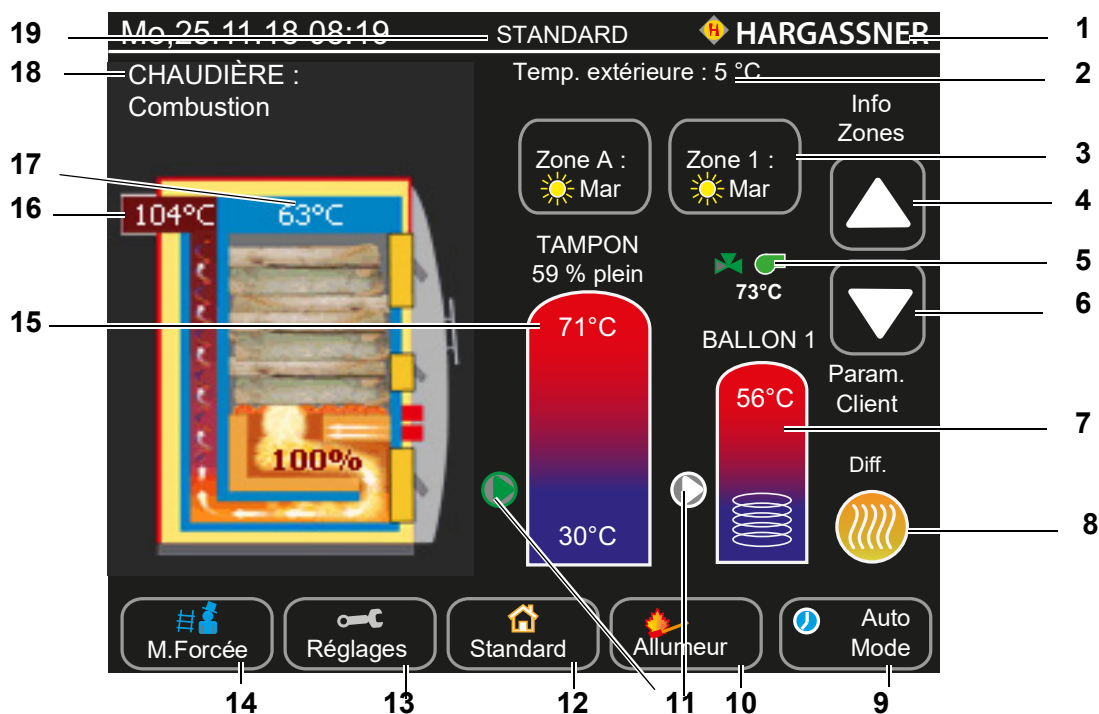 Mo,25.11.18 08:19 STANDARD H HARGASSNER
CHAUDIÈRE :
Combustion
Temp. extérieure : 5 °C
Info
Zones
Zone A :
Mar
Zone 1 :
Mar
104°C
63°C
100%
TAMPON
59 % plein
71°C
30°C
73°C
BALLON 1
56°C
Param.
Client
Diff.
M.Forcée
Réglages
Standard
Allumeur
Auto
Mode
19
18
17
16
15
14
13
12
11
10
9
1
2
3
4
5
6
7
8